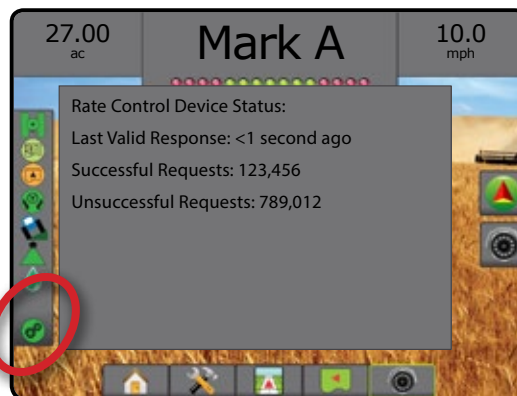 27.00
ac
Mark A
10.0
mph
Rate Control Device Status:
Last Valid Response: <1 second ago
Successful Requests: 123,456
Unsuccessful Requests: 789,012